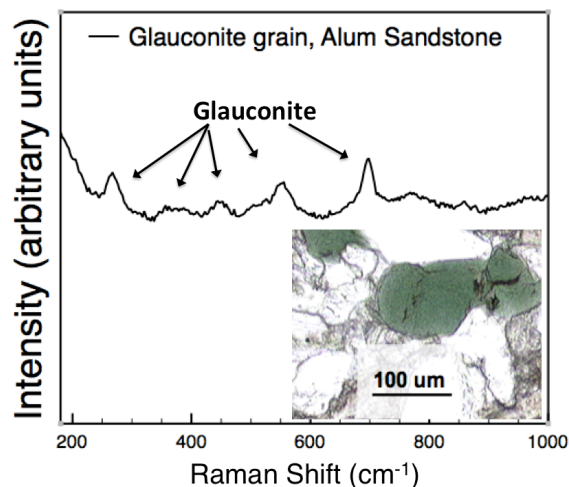 Glauconite grain, Alum Sandstone
Glauconite
Intensity (arbitrary units)
100 um
200 400 600 800 1000
Raman Shift (cm⁻¹)